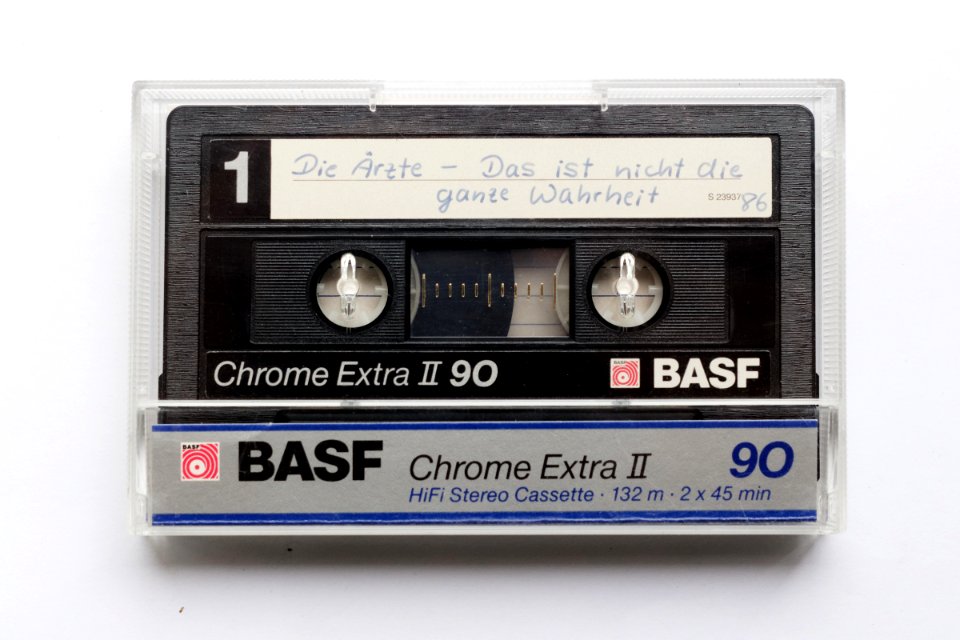 1
Die Ärzte – Das ist nicht die
ganze Wahrheit
S 23937 86
Chrome Extra II 90
BASF
BASF
BASF
BASF
Chrome Extra II
90
HiFi Stereo Cassette · 132 m · 2 x 45 min